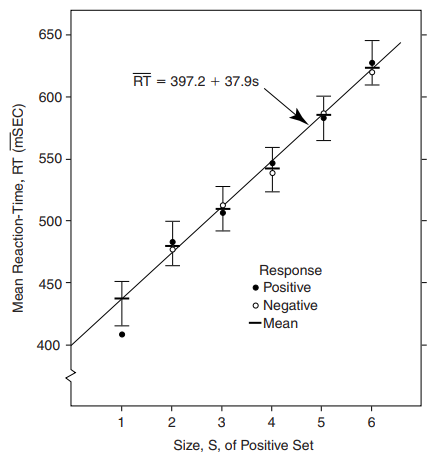 650
600
550
500
450
400
Mean Reaction-Time, RT (mSEC)
RT = 397.2 + 37.9s
Response
Positive
Negative
Mean
1 2 3 4 5 6
Size, S, of Positive Set